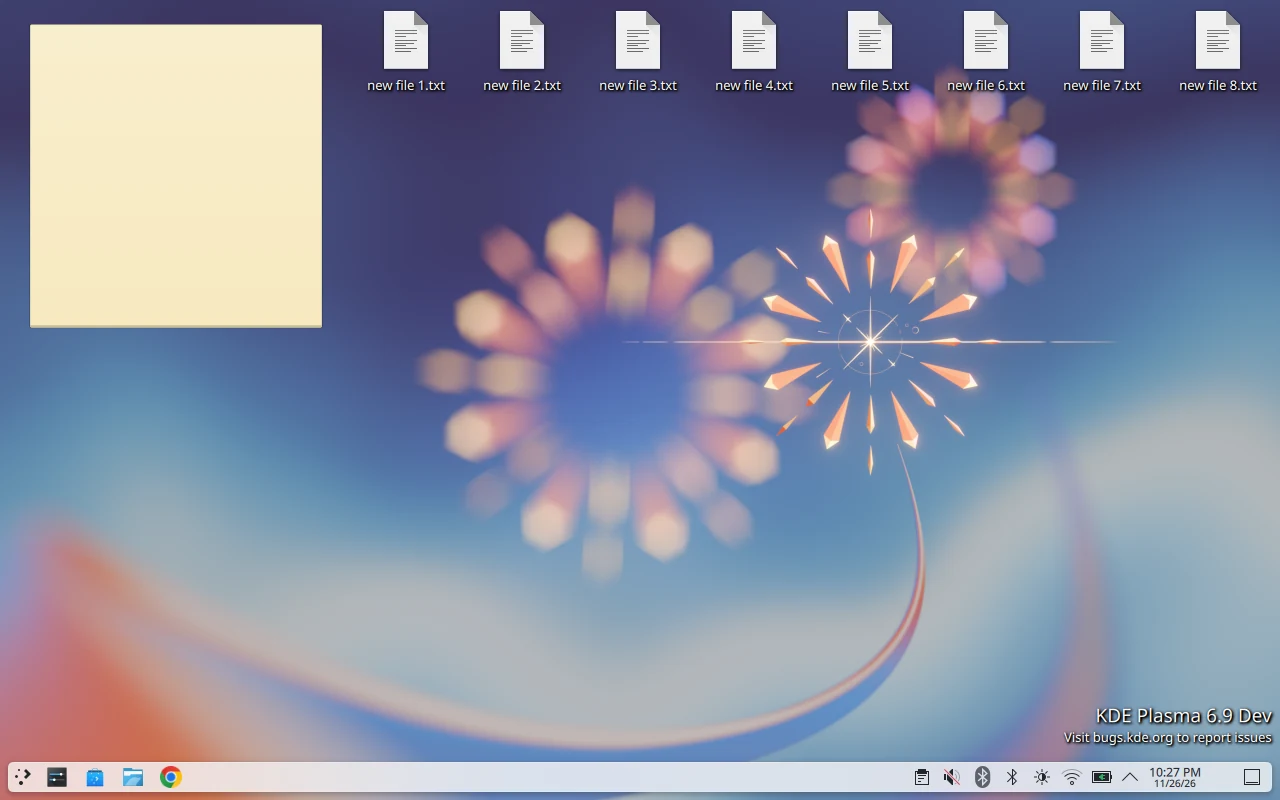 new file 1.txt
new file 2.txt
new file 3.txt
new file 4.txt
new file 5.txt
new file 6.txt
new file 7.txt
new file 8.txt
KDE Plasma 6.9 Dev
Visit bugs.kde.org to report issues
10:27 PM
11/26/26